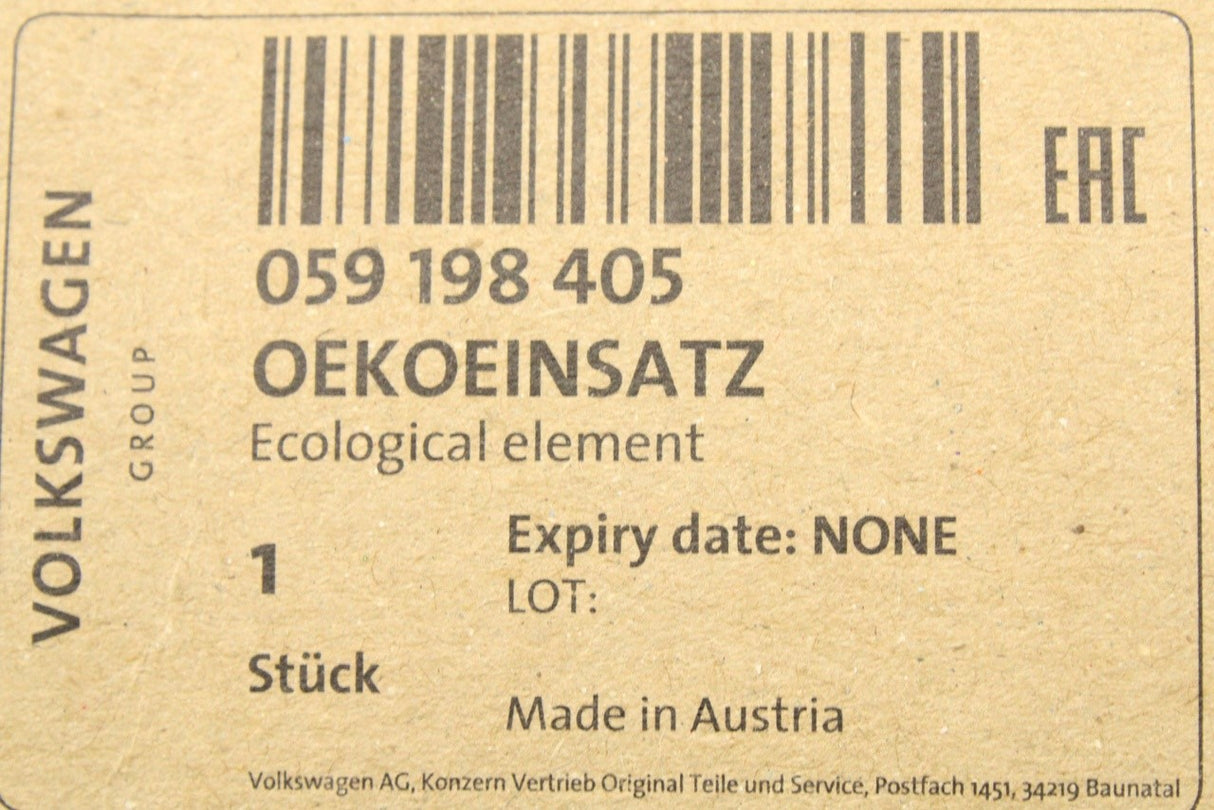 EAC
059 198 405
OEKOEINSATZ
Ecological element
VOLKSWAGEN
GROUP
1
Stück
Expiry date: NONE
LOT:
Made in Austria
Volkswagen AG, Konzern Vertrieb Original Teile und Service, Postfach 1451, 34219 Baunatal